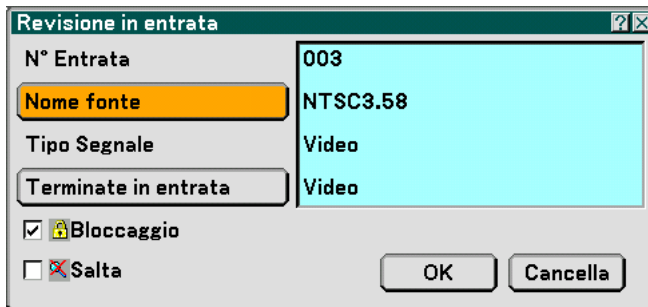 Revisione in entrata
N° Entrata 003
Nome fonte NTSC3.58
Tipo Segnale Video
Terminate in entrata Video
Bloccaggio
Salta
OK Cancella